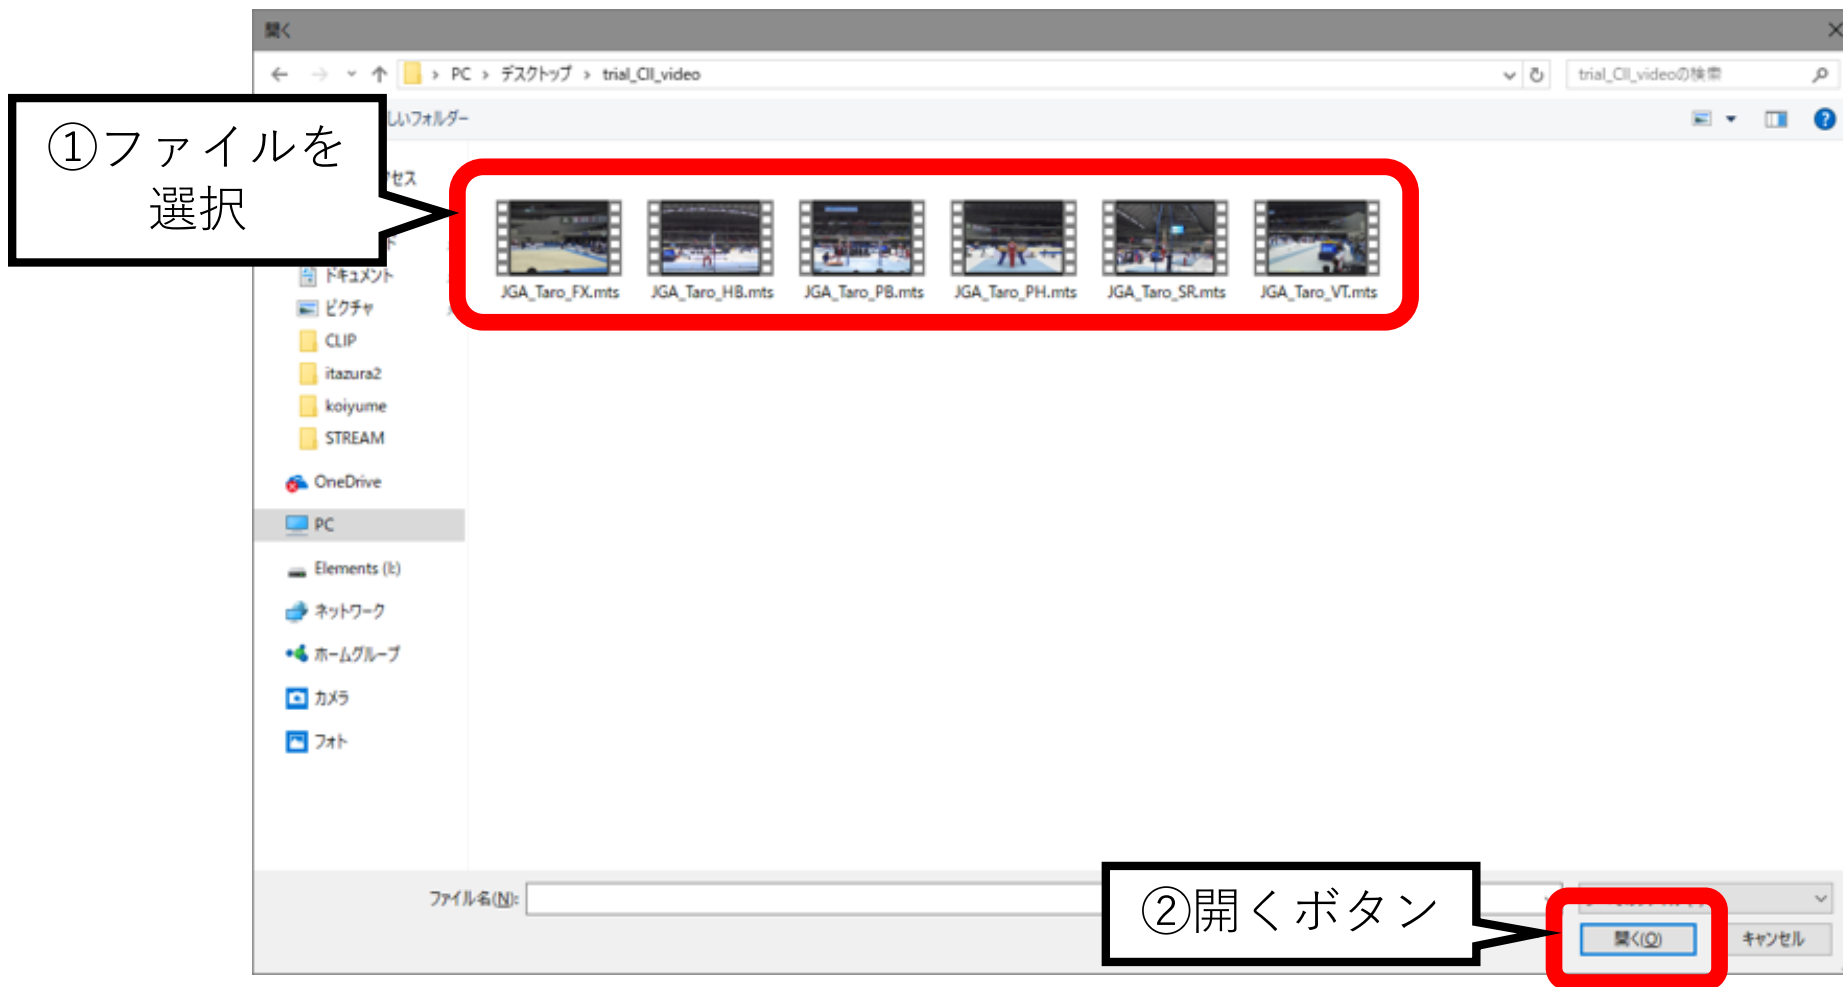 開く
PC › デスクトップ › trial_CII_video
trial_CII_videoの検索
しいフォルダー
①ファイルを
選択
セス
ト
ドキュメント
ピクチャ
CLIP
itazura2
koiyume
STREAM
OneDrive
PC
Elements (I:)
ネットワーク
ホームグループ
カメラ
フォト
JGA_Taro_FX.mts
JGA_Taro_HB.mts
JGA_Taro_PB.mts
JGA_Taro_PH.mts
JGA_Taro_SR.mts
JGA_Taro_VT.mts
ファイル名(N):
②開くボタン
開く(O)
キャンセル